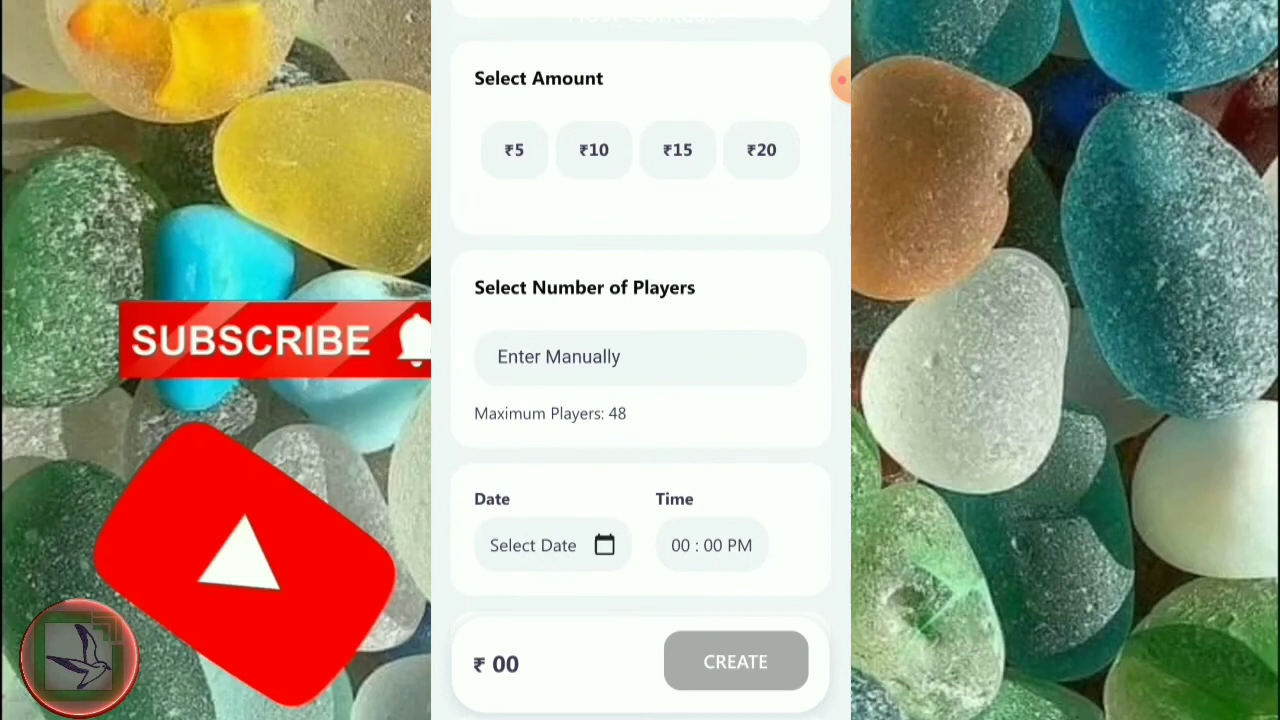 Select Amount
₹5 ₹10 ₹15 ₹20
Select Number of Players
Enter Manually
Maximum Players: 48
SUBSCRIBE
Date Time
Select Date 00 : 00 PM
₹ 00 CREATE